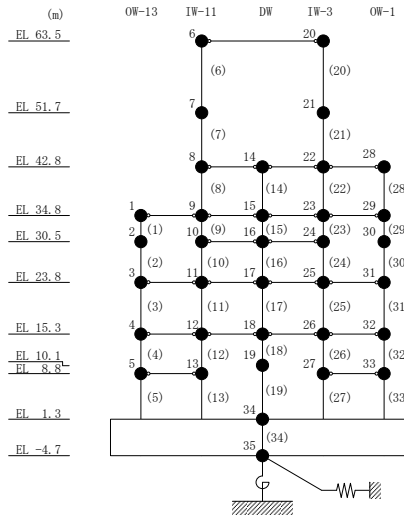 (m) OW-13 IW-11 DW IW-3 OW-1
EL 63.5 6 20
(6) (20)
EL 51.7 7 21
(7) (21)
EL 42.8 8 14 22 28
(8) (14) (22) (28
EL 34.8 1 9 15 23 29
(1) (9) (15) (23) (29
EL 30.5 2 10 16 24 30
(2) (10) (16) (24) (30
EL 23.8 3 11 17 25 31
(3) (11) (17) (25) (31
EL 15.3 4 12 18 26 32
(4) (12) (18) (26) (32
EL 10.1 19
EL 8.8 5 13 27 33
(5) (13) (19) (27) (33
EL 1.3 34
(34)
EL -4.7 35